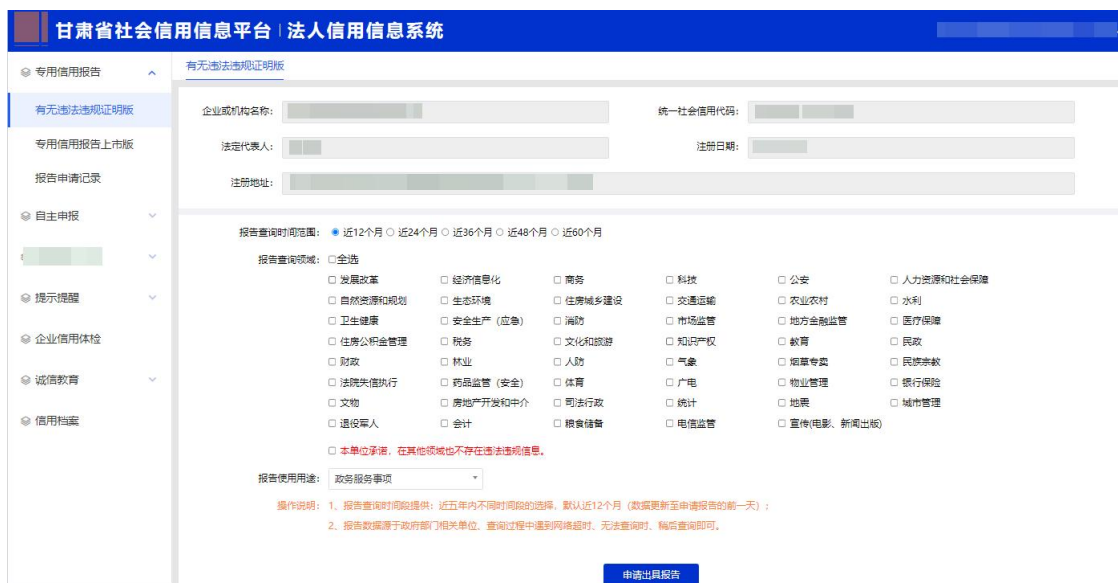 甘肃省社会信用信息平台 | 法人信用信息系统
专用信用报告
有无违法违规证明版
专用信用报告上市版
报告申请记录
自主申报
提示提醒
企业信用体检
诚信教育
信用档案
有无违法违规证明版
企业或机构名称： 统一社会信用代码：
法定代表人： 注册日期：
注册地址：
报告查询时间范围： 近12个月 近24个月 近36个月 近48个月 近60个月
报告查询领域： 全选
发展改革 经济信息化 商务 科技 公安 人力资源和社会保障
自然资源和规划 生态环境 住房城乡建设 交通运输 农业农村 水利
卫生健康 安全生产（应急） 消防 市场监管 地方金融监管 医疗保障
住房公积金管理 税务 文化和旅游 知识产权 教育 民政
财政 林业 人防 气象 烟草专卖 民族宗教
法院失信执行 药品监管（安全） 体育 广电 物业管理 银行保险
文物 房地产开发和中介 司法行政 统计 地震 城市管理
退役军人 会计 粮食储备 电信监管 宣传(电影、新闻出版)
本单位承诺，在其他领域也不存在违法违规信息。
报告使用用途： 政务服务事项
操作说明： 1、报告查询时间段提供：近五年内不同时间段的选择，默认近12个月（数据更新至申请报告的前一天）；
2、报告数据源于政府部门相关单位，查询过程中遇到网络超时、无法查询时，稍后查询即可。
申请出具报告